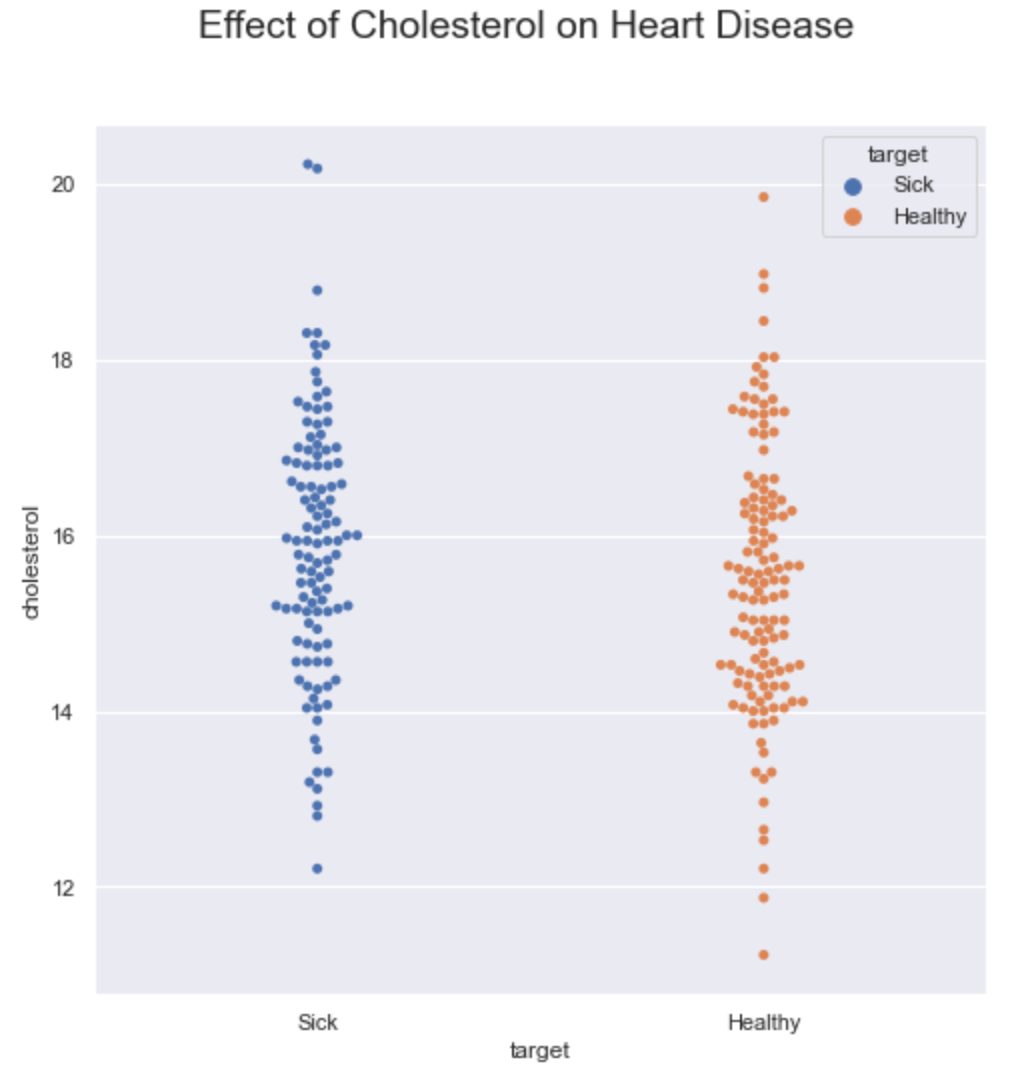 Effect of Cholesterol on Heart Disease
target
Sick
Healthy
20
18
16
14
12
cholesterol
Sick
Healthy
target